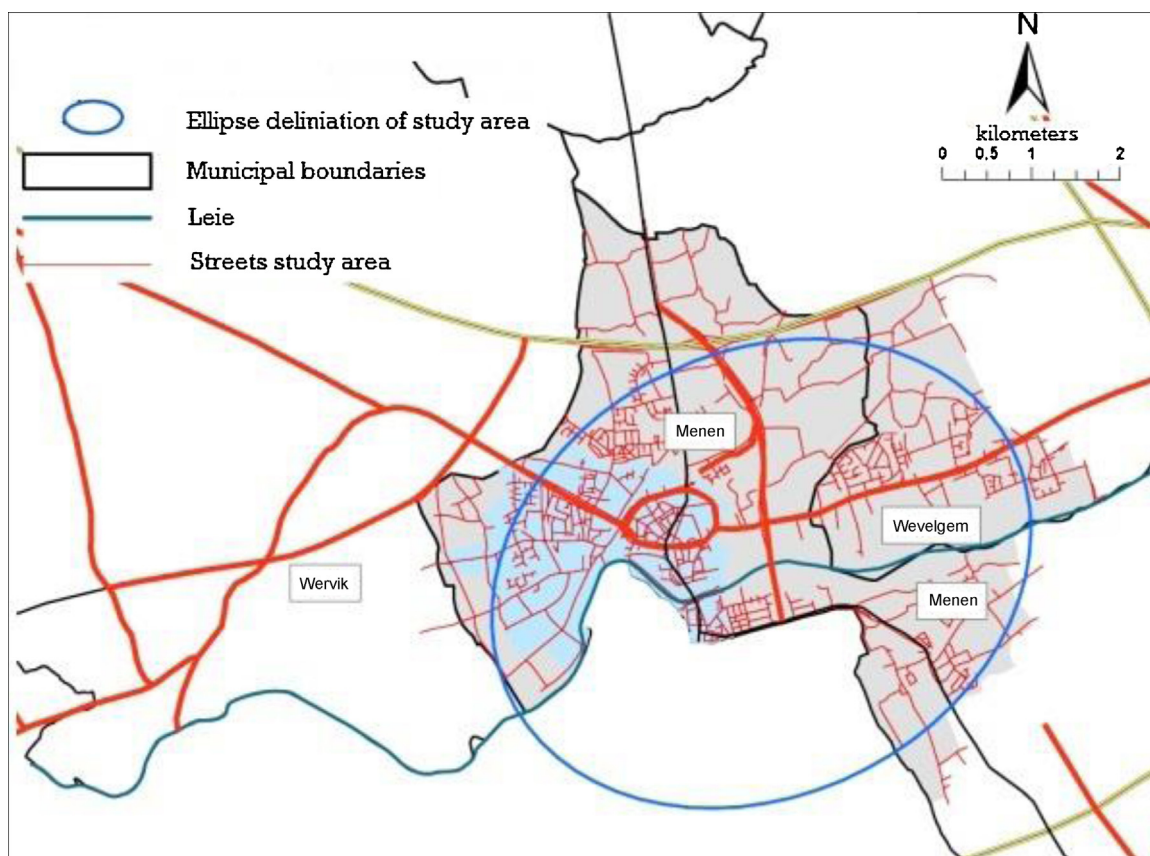 N
kilometers
0 0.5 1 2
Ellipse deliniation of study area
Municipal boundaries
Leie
Streets study area
Menen
Wevelgem
Wervik
Menen